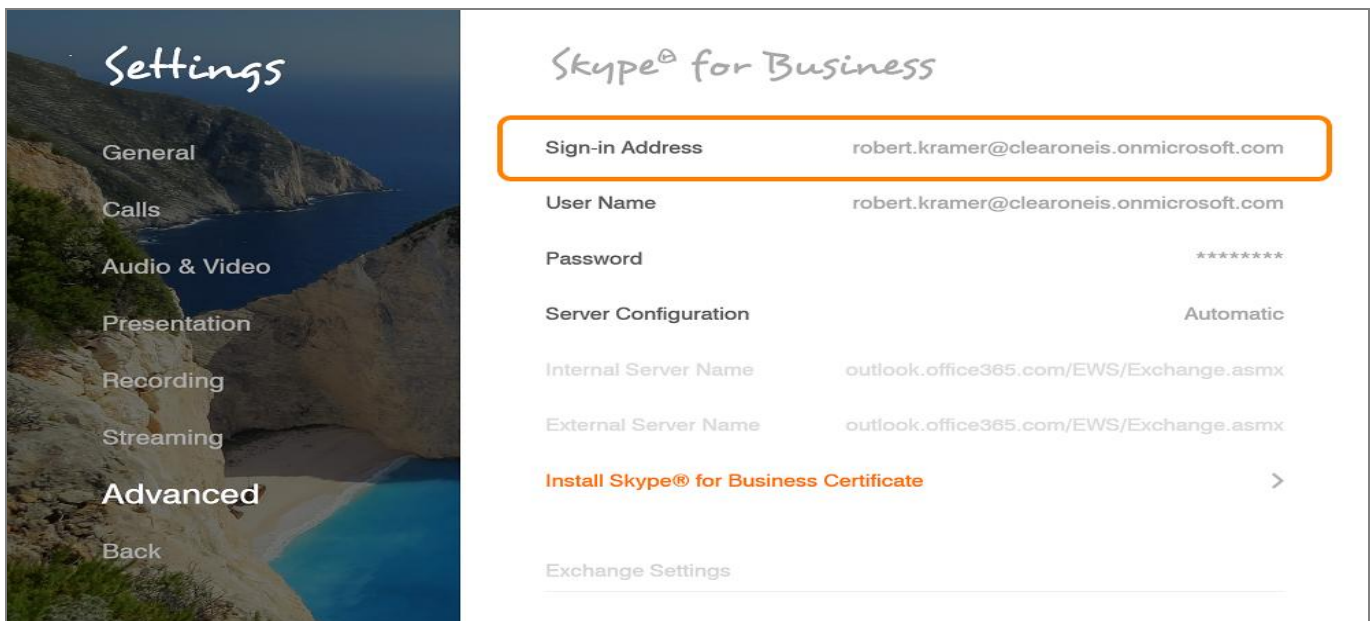 Settings
General
Calls
Audio & Video
Presentation
Recording
Streaming
Advanced
Back
Skype® for Business
Sign-in Address robert.kramer@clearoneis.onmicrosoft.com
User Name robert.kramer@clearoneis.onmicrosoft.com
Password ********
Server Configuration Automatic
Internal Server Name outlook.office365.com/EWS/Exchange.asmx
External Server Name outlook.office365.com/EWS/Exchange.asmx
Install Skype® for Business Certificate >
Exchange Settings